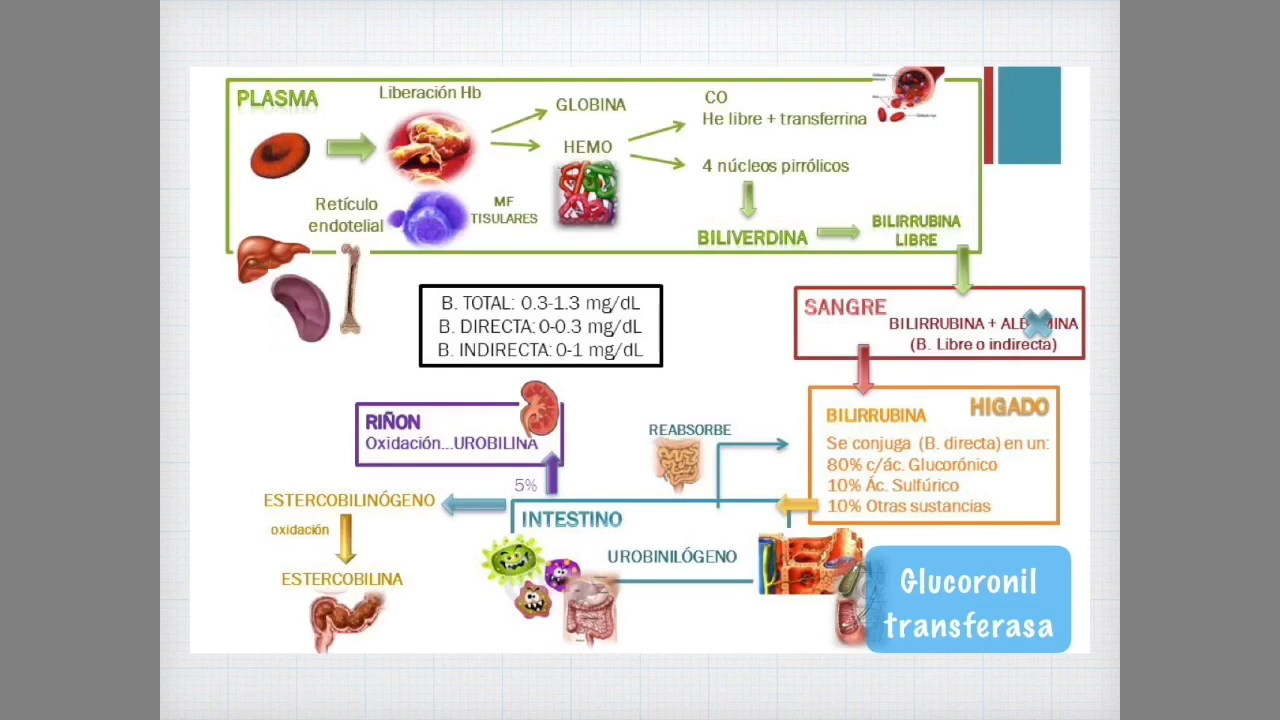 PLASMA
Liberación Hb
GLOBINA
HEMO
CO
He libre + transferrina
4 núcleos pirrólicos
Retículo
endotelial
MF
TISULARES
BILIVERDINA
BILIRRUBINA
LIBRE
B. TOTAL: 0.3-1.3 mg/dL
B. DIRECTA: 0-0.3 mg/dL
B. INDIRECTA: 0-1 mg/dL
SANGRE
BILIRRUBINA +
(B. Libre o indirecta)
HIGADO
BILIRRUBINA
Se conjuga (B. directa) en un:
80% c/ác. Glucorónico
10% Ác. Sulfúrico
10% Otras sustancias
RIÑON
Oxidación...UROBILINA
REABSORBE
5%
ESTERCOBILINÓGENO
INTESTINO
oxidación
UROBINILÓGENO
ESTERCOBILINA
Glucoronil
transferasa